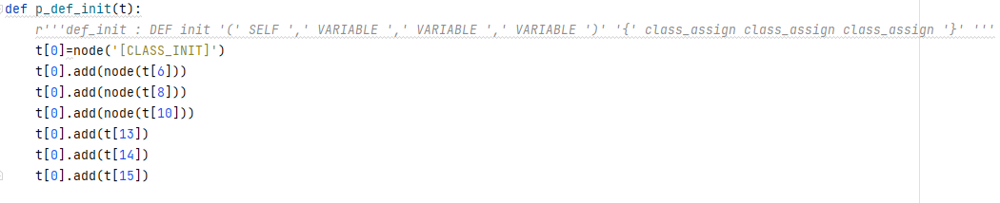 def p_def_init(t):
    r'''def_init : DEF init '(' SELF ',' VARIABLE ',' VARIABLE ',' VARIABLE ')' '{' class_assign class_assign class_assign '}' '''
    t[0]=node('[CLASS_INIT]')
    t[0].add(node(t[6]))
    t[0].add(node(t[8]))
    t[0].add(node(t[10]))
    t[0].add(t[13])
    t[0].add(t[14])
    t[0].add(t[15])